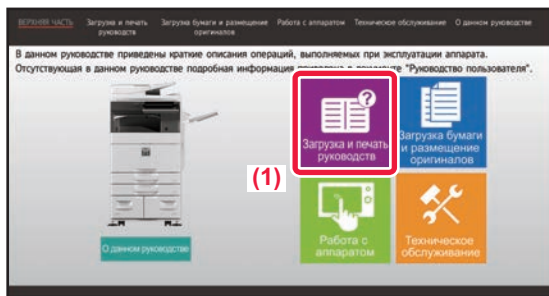 ВЕРХНЯЯ ЧАСТЬ Загрузка и печать руководств Загрузка бумаги и размещение оригиналов Работа с аппаратом Техническое обслуживание О данном руководстве
В данном руководстве приведены краткие описания операций, выполняемых при эксплуатации аппарата.
Отсутствующая в данном руководстве подробная информация приведена в документе "Руководство пользователя".
Загрузка и печать
руководств
Загрузка бумаги
и размещение
оригиналов
(1)
О данном руководстве
Работа с
аппаратом
Техническое
обслуживание